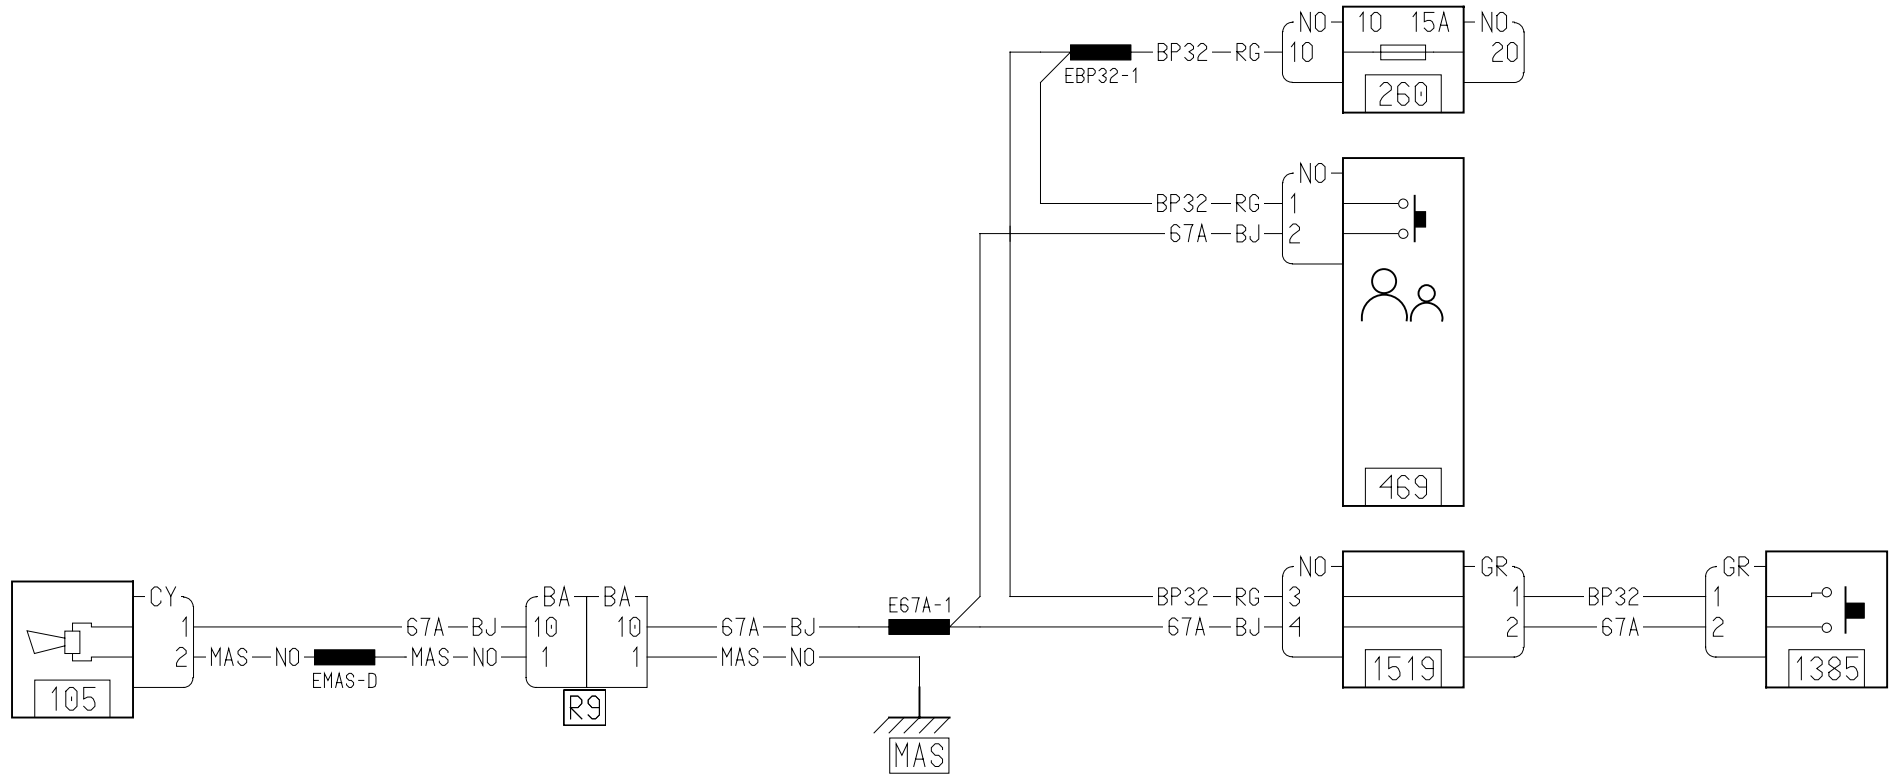 NO 10 15A NO
BP32 RG 10 20
EBP32-1
260
NO
BP32 RG 1
67A BJ 2
469
NO GR GR
CY BA BA BP32 RG 3 1 BP32 1
E67A-1
1 67A BJ 10 10 67A BJ 67A BJ 4 2 67A 2
2 MAS NO MAS NO 1 1 MAS NO
EMAS-D
1519 1385
105
R9
MAS